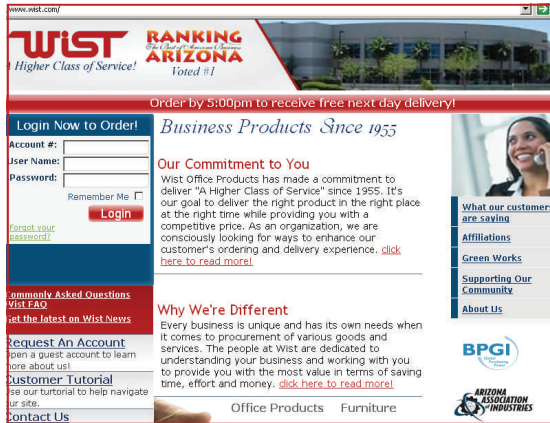 www.wist.com/
WiST
A Higher Class of Service!
RANKING
The Best of Arizona Business
ARIZONA
Voted #1
Order by 5:00pm to receive free next day delivery!
Login Now to Order!
Account #:
User Name:
Password:
Remember Me
Login
Forgot your
password?
Commonly Asked Questions
Wist FAQ
Get the latest on Wist News
Request An Account
Open a guest account to learn
more about us!
Customer Tutorial
Use our turtorial to help navigate
our site.
Contact Us
Business Products Since 1955
Our Commitment to You
Wist Office Products has made a commitment to
deliver "A Higher Class of Service" since 1955. It's
our goal to deliver the right product in the right place
at the right time while providing you with a
competitive price. As an organization, we are
consciously looking for ways to enhance our
customer's ordering and delivery experience. click
here to read more!
Why We're Different
Every business is unique and has its own needs when
it comes to procurement of various goods and
services. The people at Wist are dedicated to
understanding your business and working with you
to provide you with the most value in terms of saving
time, effort and money. click here to read more!
Office Products Furniture
What our customers
are saying
Affiliations
Green Works
Supporting Our
Community
About Us
BPGI
ARIZONA
ASSOCIATION
of INDUSTRIES